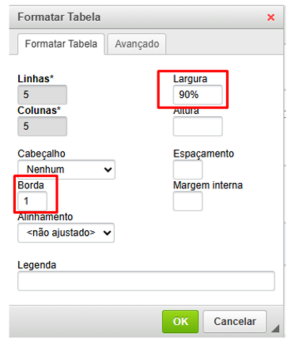 Formatar Tabela ×
Formatar Tabela Avançado
Linhas* Largura
5 90%
Colunas* Altura
5
Cabeçalho Espaçamento
Nenhum
Borda Margem interna
1
Alinhamento
<não ajustado>
Legenda
OK Cancelar